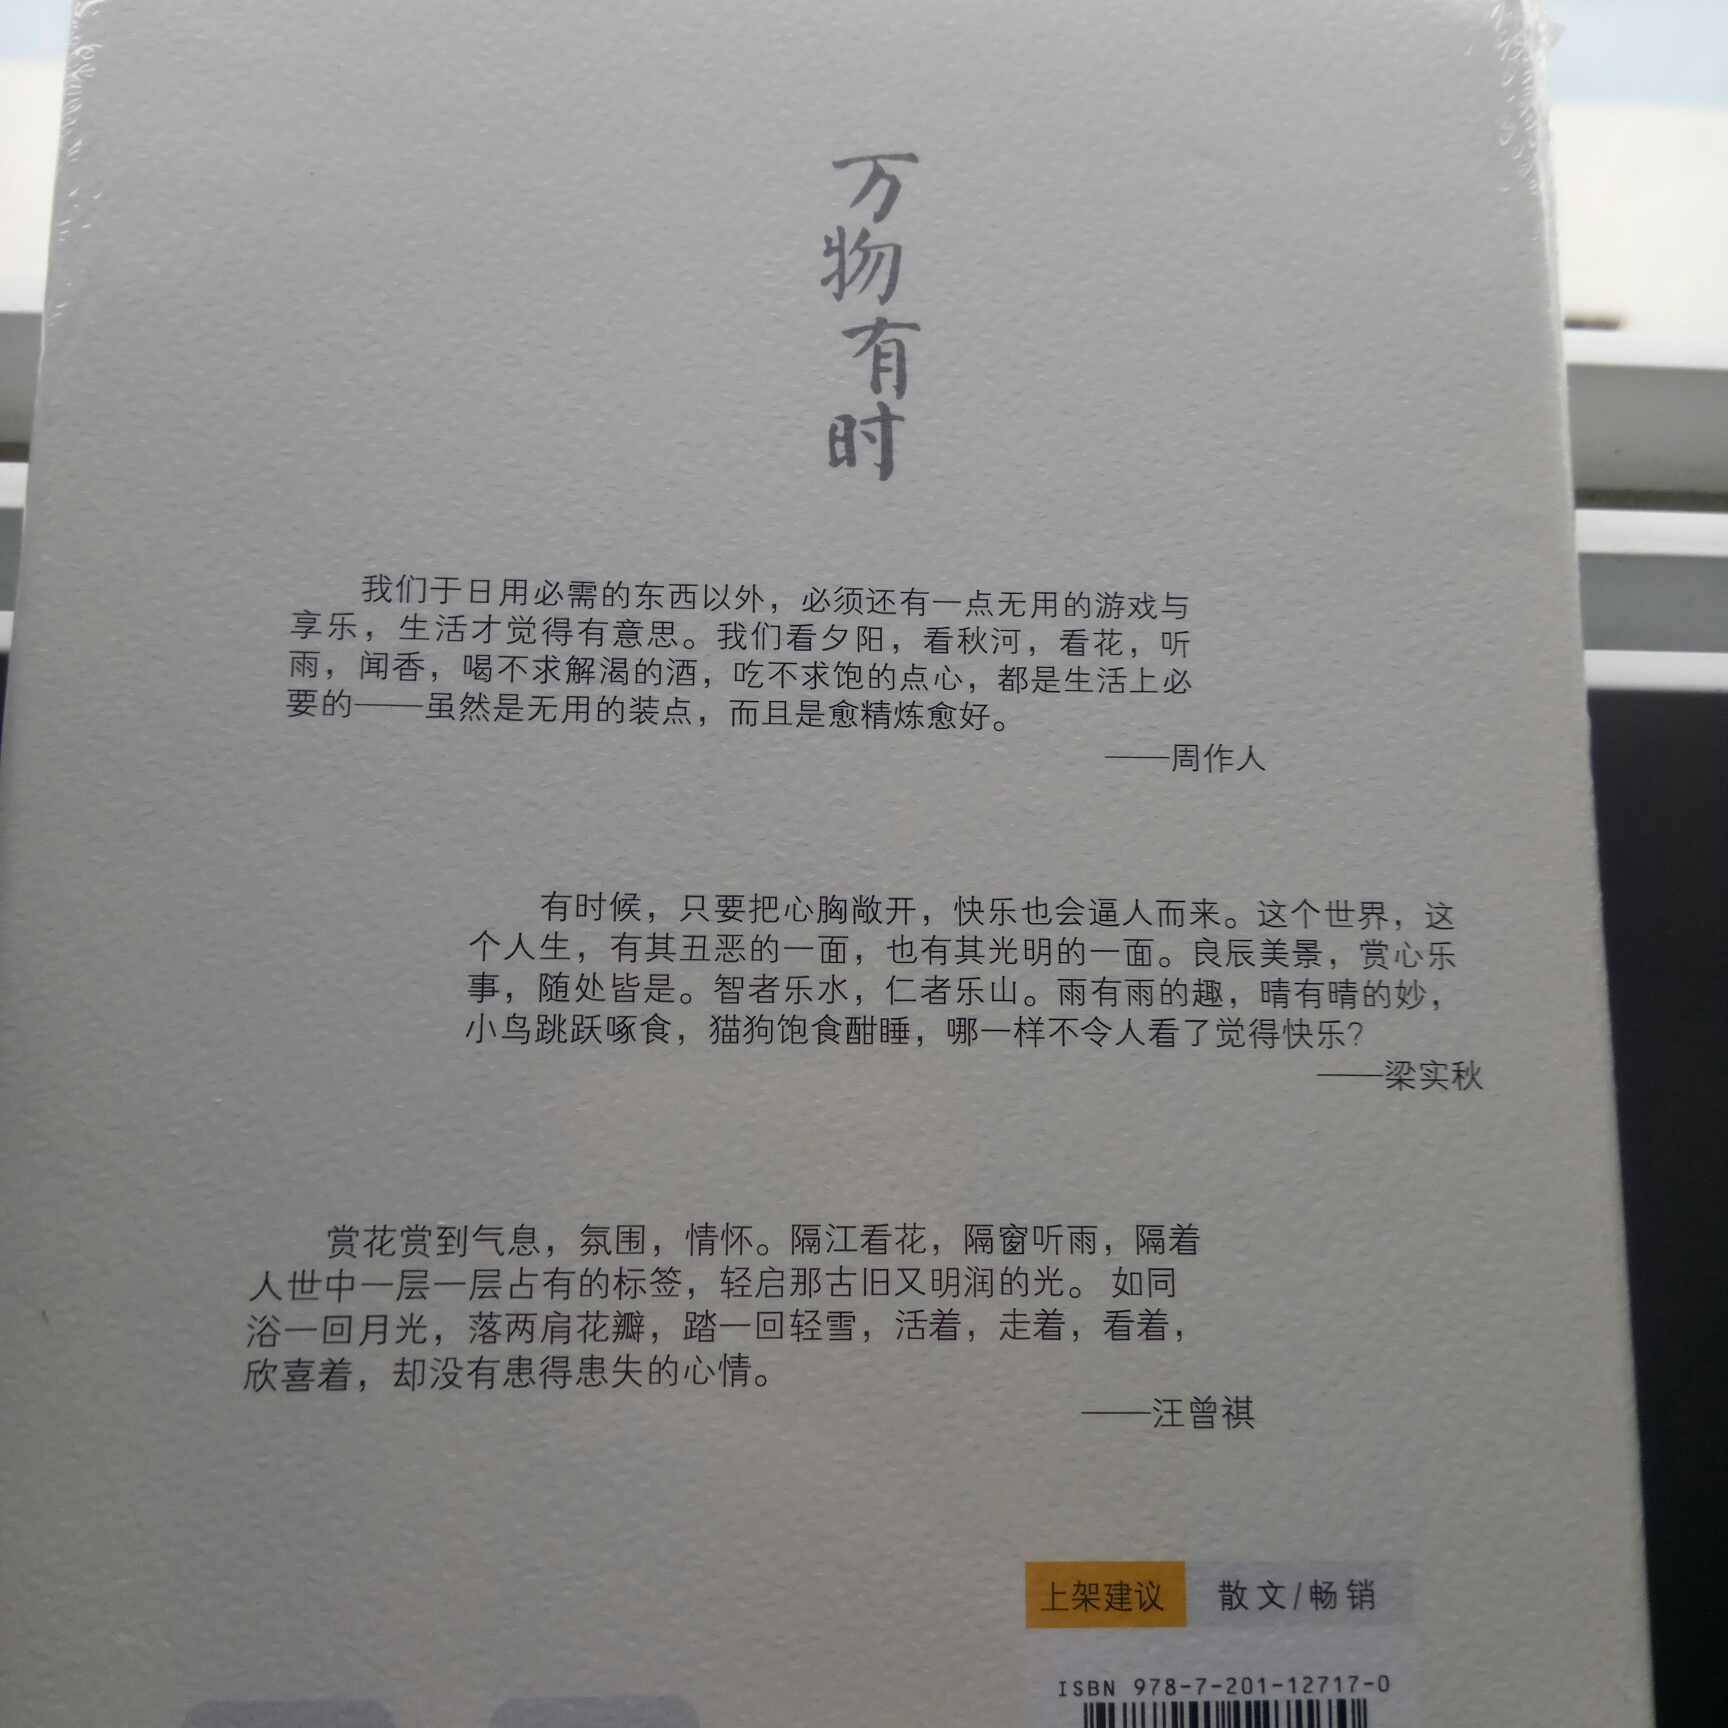 万物有时
我们于日用必需的东西以外，必须还有一点无用的游戏与
享乐，生活才觉得有意思。我们看夕阳，看秋河，看花，听
雨，闻香，喝不求解渴的酒，吃不求饱的点心，都是生活上必
要的——虽然是无用的装点，而且是愈精炼愈好。
——周作人
有时候，只要把心胸敞开，快乐也会逼人而来。这个世界，这
个人生，有其丑恶的一面，也有其光明的一面。良辰美景，赏心乐
事，随处皆是。智者乐水，仁者乐山。雨有雨的趣，晴有晴的妙，
小鸟跳跃啄食，猫狗饱食酣睡，哪一样不令人看了觉得快乐？
——梁实秋
赏花赏到气息，氛围，情怀。隔江看花，隔窗听雨，隔着
人世中一层一层占有的标签，轻启那古旧又明润的光。如同
浴一回月光，落两肩花瓣，踏一回轻雪，活着，走着，看着，
欣喜着，却没有患得患失的心情。
——汪曾祺
上架建议 散文/畅销
ISBN 978-7-201-12717-0